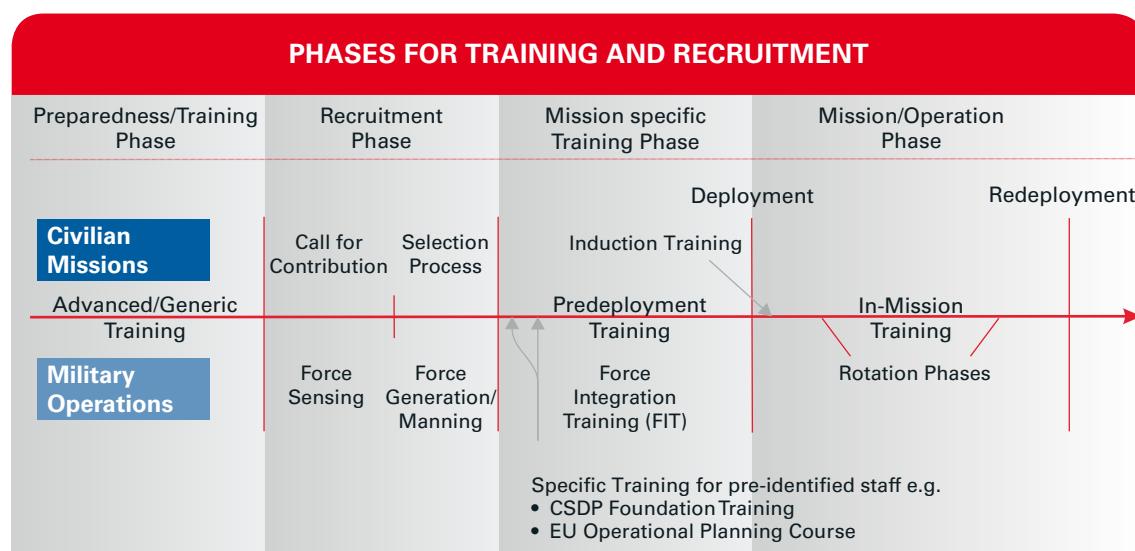 PHASES FOR TRAINING AND RECRUITMENT
Preparedness/Training
Phase
Recruitment
Phase
Mission specific
Training Phase
Mission/Operation
Phase
Deployment
Redeployment
Civilian
Missions
Call for
Contribution
Selection
Process
Induction Training
Advanced/Generic
Training
Predeployment
Training
In-Mission
Training
Military
Operations
Force
Sensing
Force
Generation/
Manning
Force
Integration
Training (FIT)
Rotation Phases
Specific Training for pre-identified staff e.g.
• CSDP Foundation Training
• EU Operational Planning Course